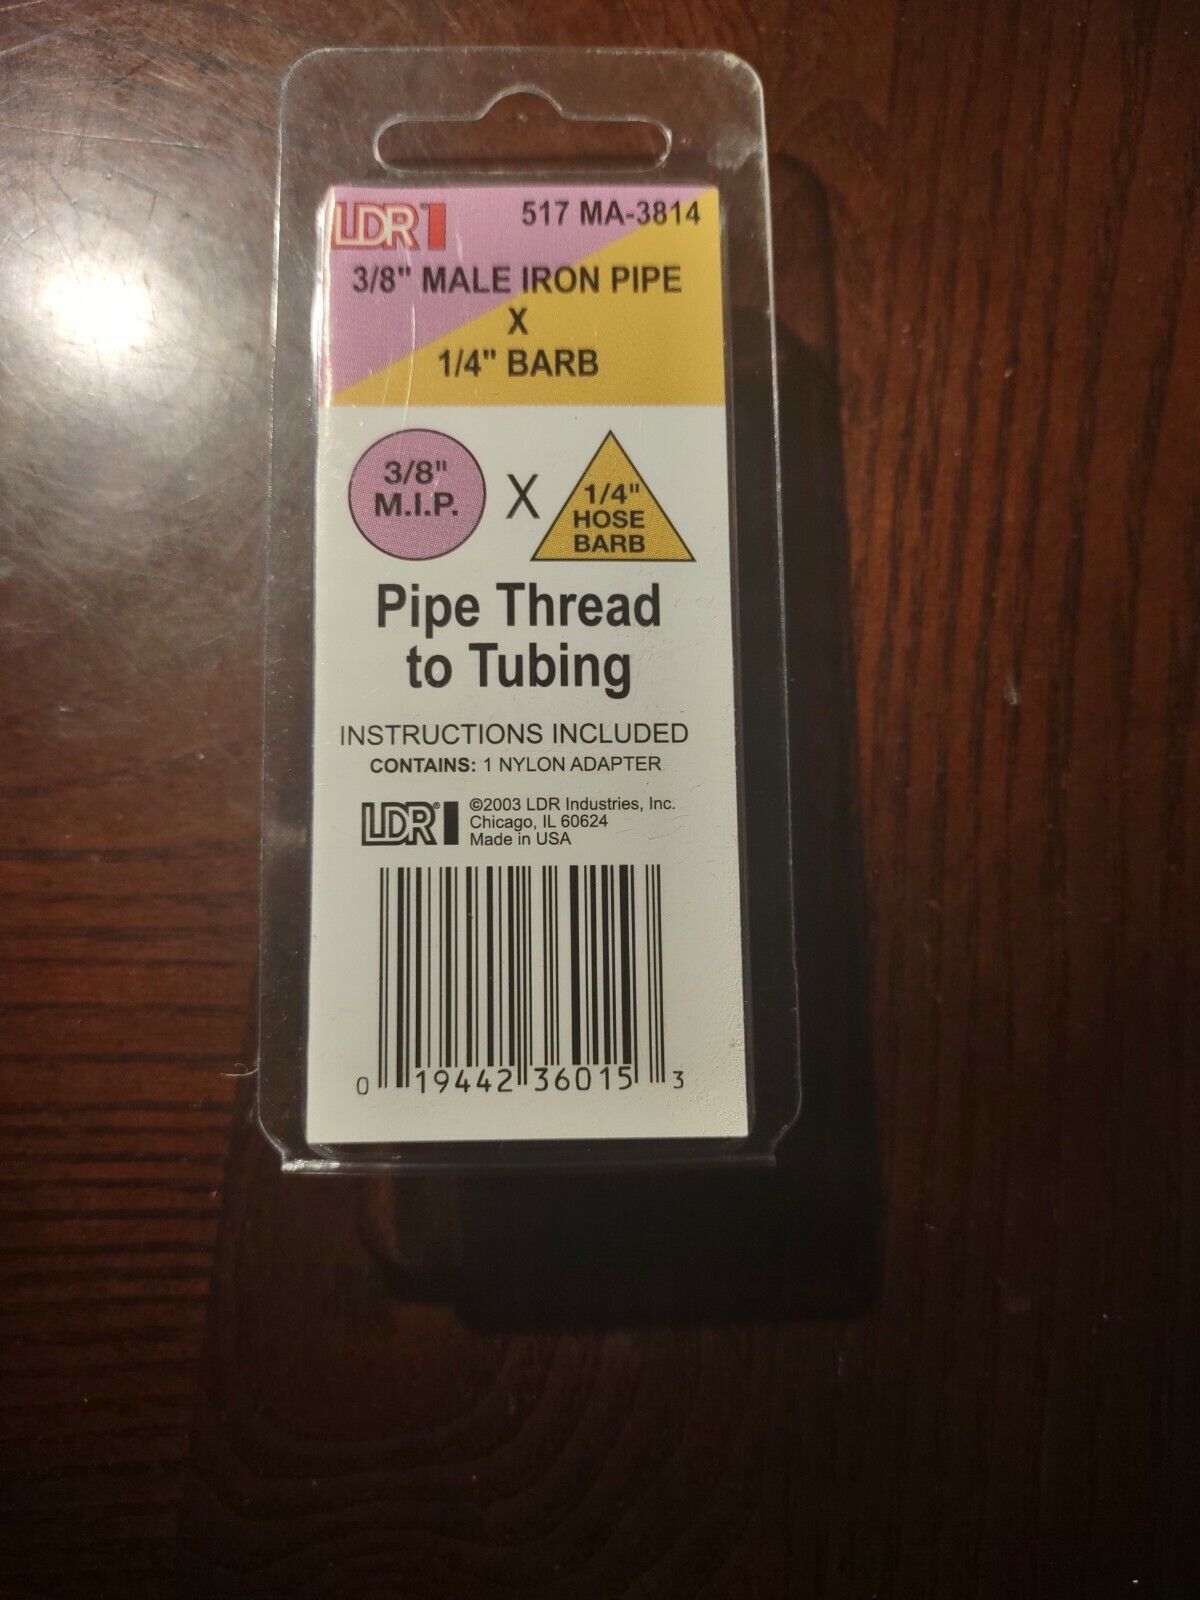 LDR® 517 MA-3814
3/8" MALE IRON PIPE
X
1/4" BARB
3/8"
M.I.P.
X
1/4"
HOSE
BARB
Pipe Thread
to Tubing
INSTRUCTIONS INCLUDED
CONTAINS: 1 NYLON ADAPTER
LDR®
©2003 LDR Industries, Inc.
Chicago, IL 60624
Made in USA
0 19442 36015 3